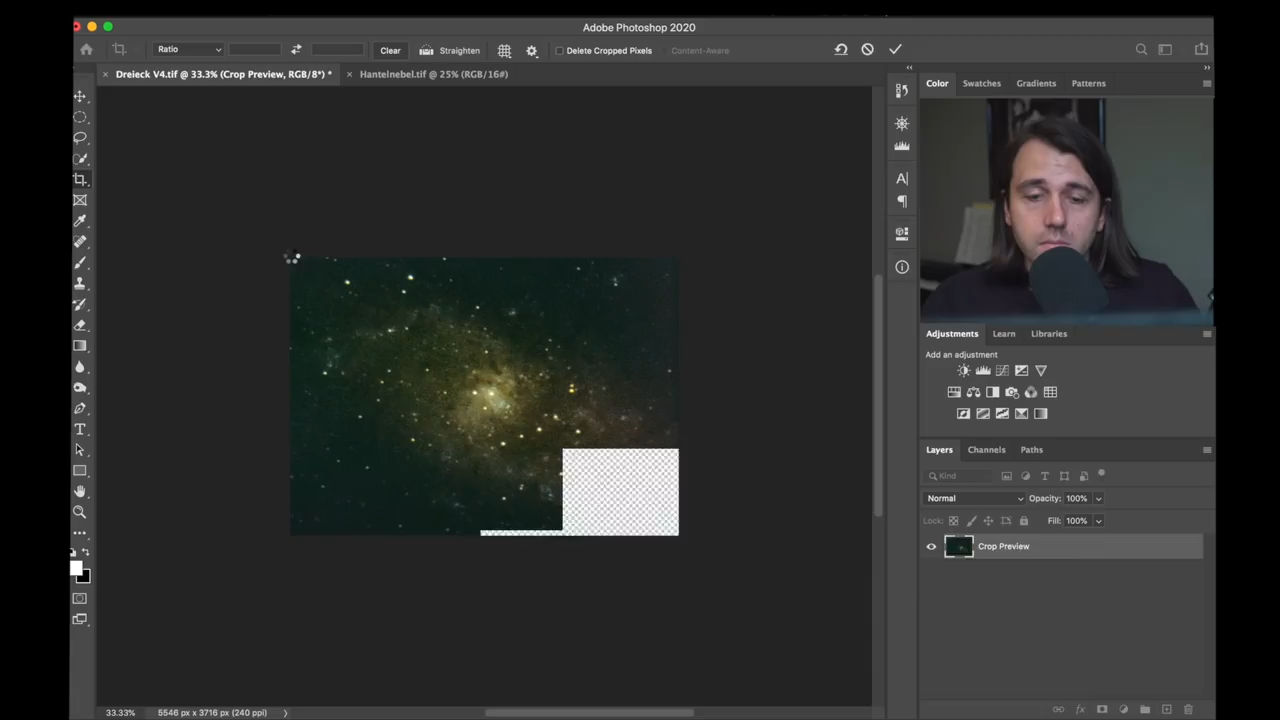 Adobe Photoshop 2020
Ratio
Clear
Straighten
Delete Cropped Pixels
Content-Aware
Dreieck V4.tif @ 33.3% (Crop Preview, RGB/8*) *
Hantelnebel.tif @ 25% (RGB/16#)
Color Swatches Gradients Patterns
Adjustments Learn Libraries
Add an adjustment
Layers Channels Paths
Kind
Normal Opacity: 100%
Lock: Fill: 100%
Crop Preview
33.33% 5546 px x 3716 px (240 ppi)